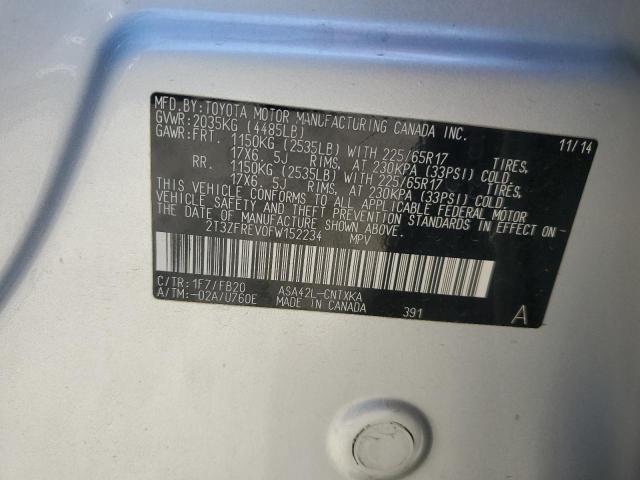 MFD.BY:TOYOTA MOTOR MANUFACTURING CANADA INC.
GVWR:2035KG (4485LB) 11/14
GAWR:FRT. 1150KG (2535LB) WITH 225/65R17 TIRES,
17X6. 5J RIMS, AT 230KPA (33PSI) COLD
RR. 1150KG (2535LB) WITH 225/65R17 TIRES,
17X6. 5J RIMS, AT 230KPA (33PSI) COLD.
THIS VEHICLE CONFORMS TO ALL APPLICABLE FEDERAL MOTOR
VEHICLE SAFETY AND THEFT PREVENTION STANDARDS IN EFFECT ON
THE DATE OF MANUFACTURE SHOWN ABOVE.
2T3ZFREV0FW152234 MPV
C/TR:1F7/FB20 ASA42L-CNTXKA
A/TM:-02A/U760E MADE IN CANADA 391 A